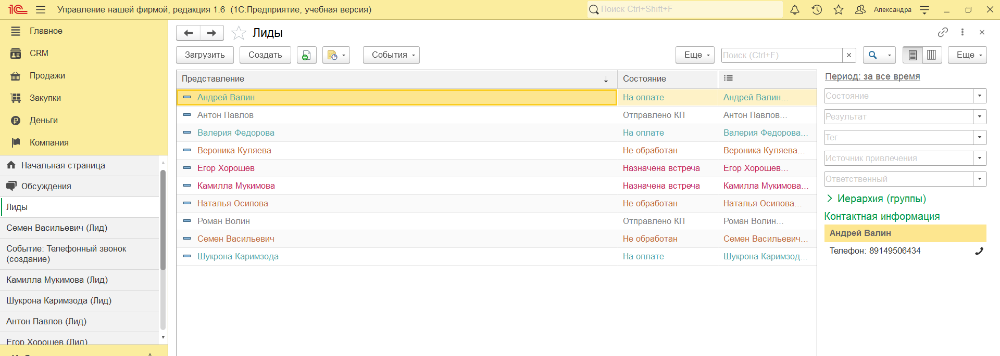 1С Управление нашей фирмой, редакция 1.6 (1С:Предприятие, учебная версия)
Поиск Ctrl+Shift+F
Александра
Главное
CRM
Продажи
Закупки
Деньги
Компания
Начальная страница
Обсуждения
Лиды
Семен Васильевич (Лид)
Событие: Телефонный звонок
(создание)
Камилла Мукимова (Лид)
Шукрона Каримзода (Лид)
Антон Павлов (Лид)
Егор Хорошев (Лид)
Лиды
Загрузить
Создать
События
Еще
Поиск (Ctrl+F)
Еще
Представление Состояние
Андрей Валин На оплате Андрей Валин...
Антон Павлов Отправлено КП Антон Павлов...
Валерия Федорова На оплате Валерия Федорова...
Вероника Куляева Не обработан Вероника Куляева...
Егор Хорошев Назначена встреча Егор Хорошев...
Камилла Мукимова Назначена встреча Камилла Мукимова...
Наталья Осипова Не обработан Наталья Осипова...
Роман Волин Отправлено КП Роман Волин...
Семен Васильевич Не обработан Семен Васильевич...
Шукрона Каримзода На оплате Шукрона Каримзод...
Период: за все время
Состояние
Результат
Тег
Источник привлечения
Ответственный
Иерархия (группы)
Контактная информация
Андрей Валин
Телефон: 89149506434